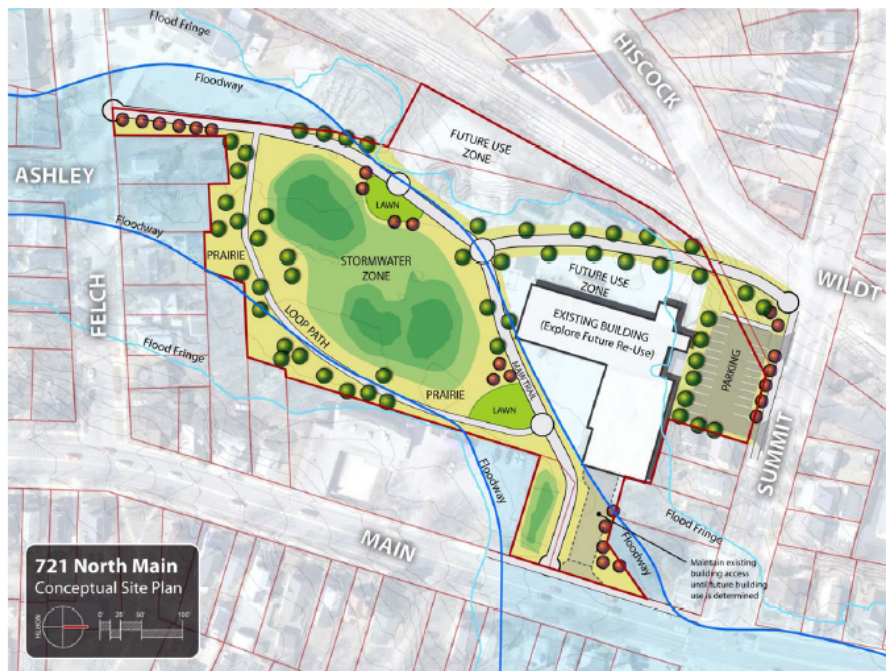 Flood Fringe
HISCOCK
Floodway
FUTURE USE
ZONE
ASHLEY
LAWN
Floodway
STORMWATER
ZONE
PRAIRIE
FUTURE USE
ZONE
WILDT
FELCH
LOOP PATH
EXISTING BUILDING
(Explore Future Re-Use)
Flood Fringe
MAIN TRAIL
PARKING
PRAIRIE
LAWN
SUMMIT
Floodway
MAIN
Flood Fringe
Floodway
Maintain existing
building access
until future building
use is determined
721 North Main
Conceptual Site Plan
0' 25' 50' 100'